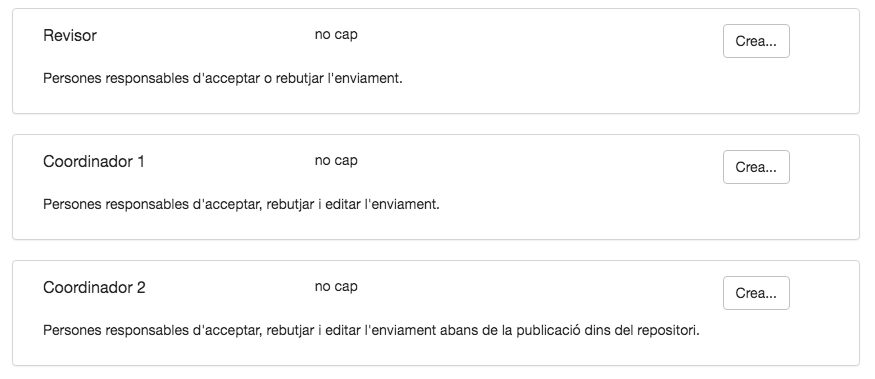 Revisor no cap Crea...
Persones responsables d'acceptar o rebutjar l'enviament.
Coordinador 1 no cap Crea...
Persones responsables d'acceptar, rebutjar i editar l'enviament.
Coordinador 2 no cap Crea...
Persones responsables d'acceptar, rebutjar i editar l'enviament abans de la publicació dins del repositori.